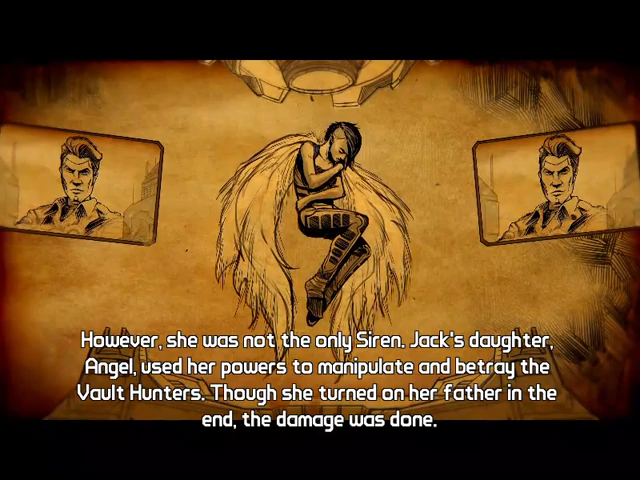 However, she was not the only Siren. Jack's daughter,
Angel, used her powers to manipulate and betray the
Vault Hunters. Though she turned on her father in the
end, the damage was done.